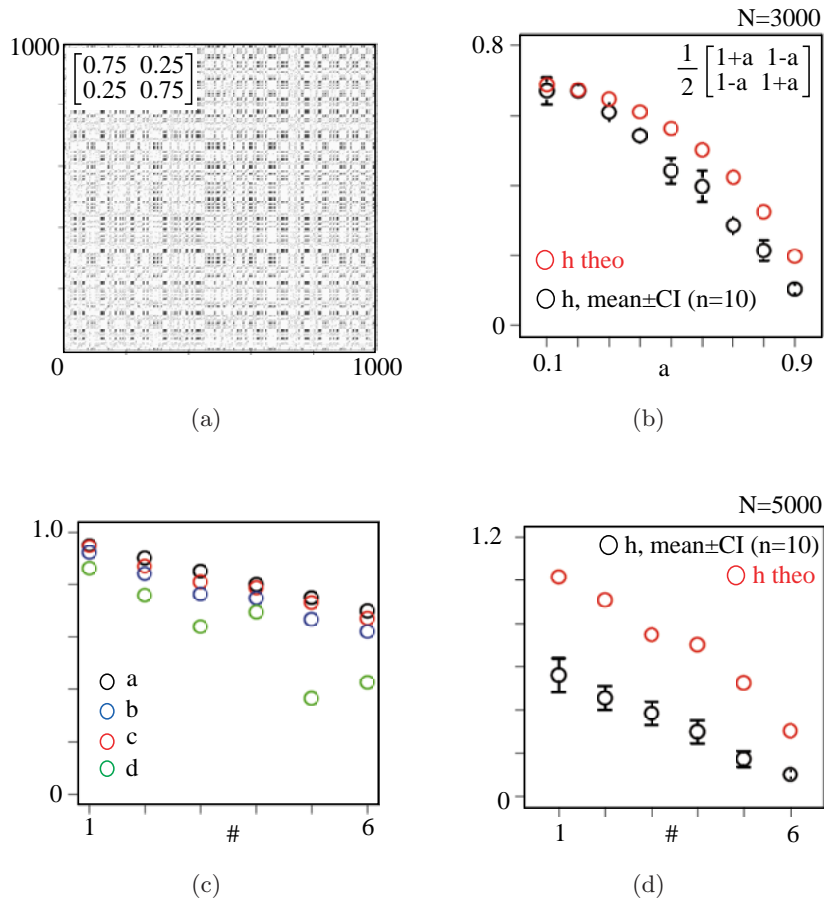 1000
0.75 0.25
0.25 0.75
0
1000
(a)
N=3000
0.8
1/2 [1+a 1-a
1-a 1+a]
h theo
h, mean±CI (n=10)
0
0.1
a
0.9
(b)
1.0
a
b
c
d
0
1
#
6
(c)
N=5000
1.2
h, mean±CI (n=10)
h theo
0
1
#
6
(d)